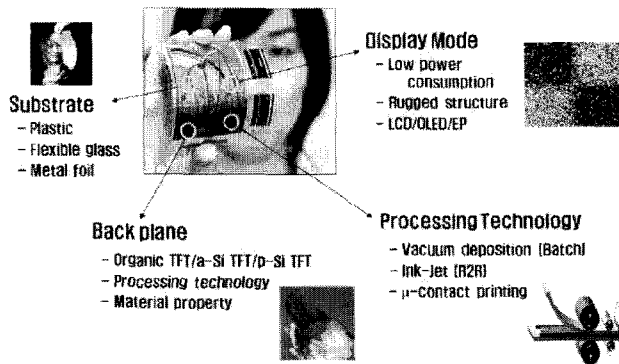 Display Mode
- Low power
consumption
- Rugged structure
- LCD/OLED/EP
Substrate
- Plastic
- Flexible glass
- Metal foil
Back plane
- Organic TFT/a-Si TFT/p-Si TFT
- Processing technology
- Material property
Processing Technology
- Vacuum deposition (Batch)
- Ink-Jet (R2R)
- μ-Contact printing